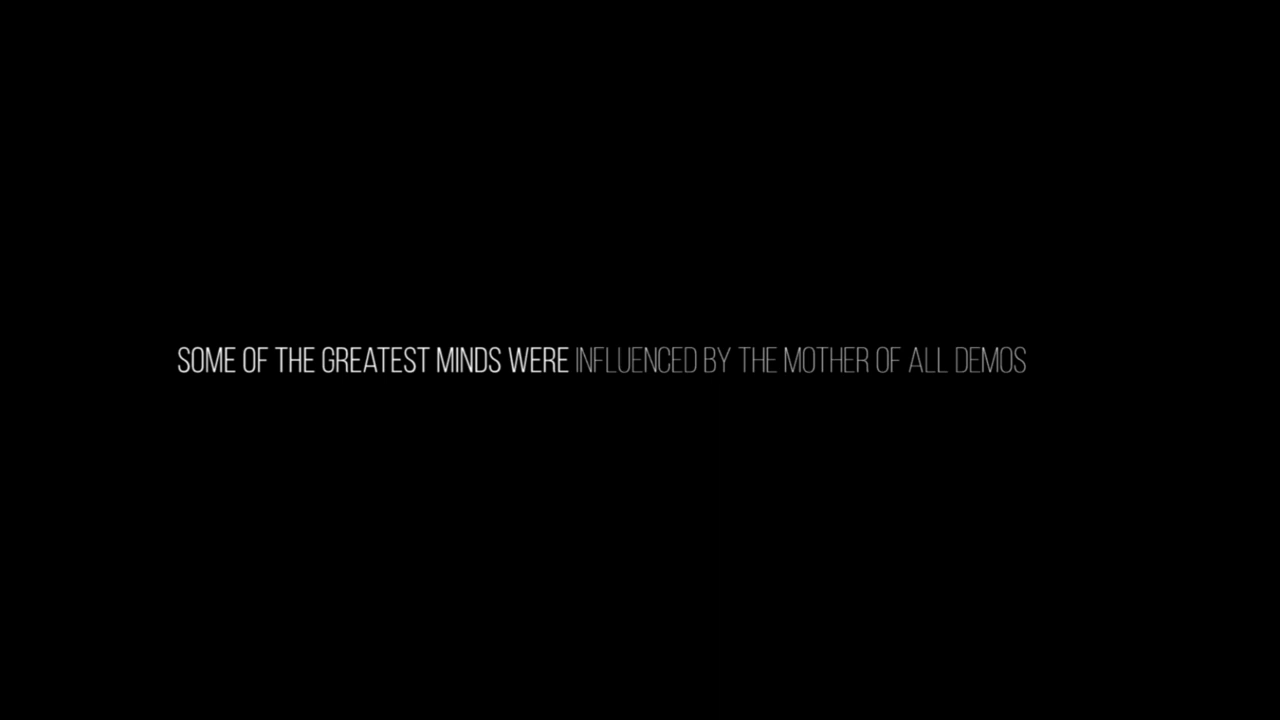 SOME OF THE GREATEST MINDS WERE INFLUENCED BY THE MOTHER OF ALL DEMOS